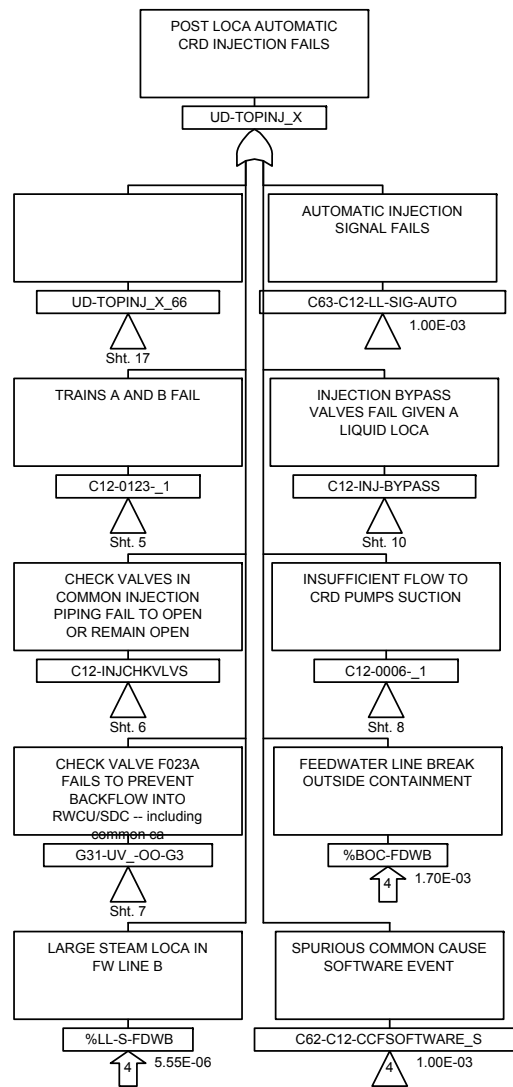 POST LOCA AUTOMATIC
CRD INJECTION FAILS
UD-TOPINJ_X
UD-TOPINJ_X_66
Sht. 17
AUTOMATIC INJECTION
SIGNAL FAILS
C63-C12-LL-SIG-AUTO
1.00E-03
TRAINS A AND B FAIL
C12-0123-_1
Sht. 5
INJECTION BYPASS
VALVES FAIL GIVEN A
LIQUID LOCA
C12-INJ-BYPASS
Sht. 10
CHECK VALVES IN
COMMON INJECTION
PIPING FAIL TO OPEN
OR REMAIN OPEN
C12-INJCHKVLVS
Sht. 6
INSUFFICIENT FLOW TO
CRD PUMPS SUCTION
C12-0006-_1
Sht. 8
CHECK VALVE F023A
FAILS TO PREVENT
BACKFLOW INTO
RWCU/SDC -- including
common ca
G31-UV_-OO-G3
Sht. 7
FEEDWATER LINE BREAK
OUTSIDE CONTAINMENT
%BOC-FDWB
4
1.70E-03
LARGE STEAM LOCA IN
FW LINE B
%LL-S-FDWB
4
5.55E-06
SPURIOUS COMMON CAUSE
SOFTWARE EVENT
C62-C12-CCFSOFTWARE_S
4
1.00E-03